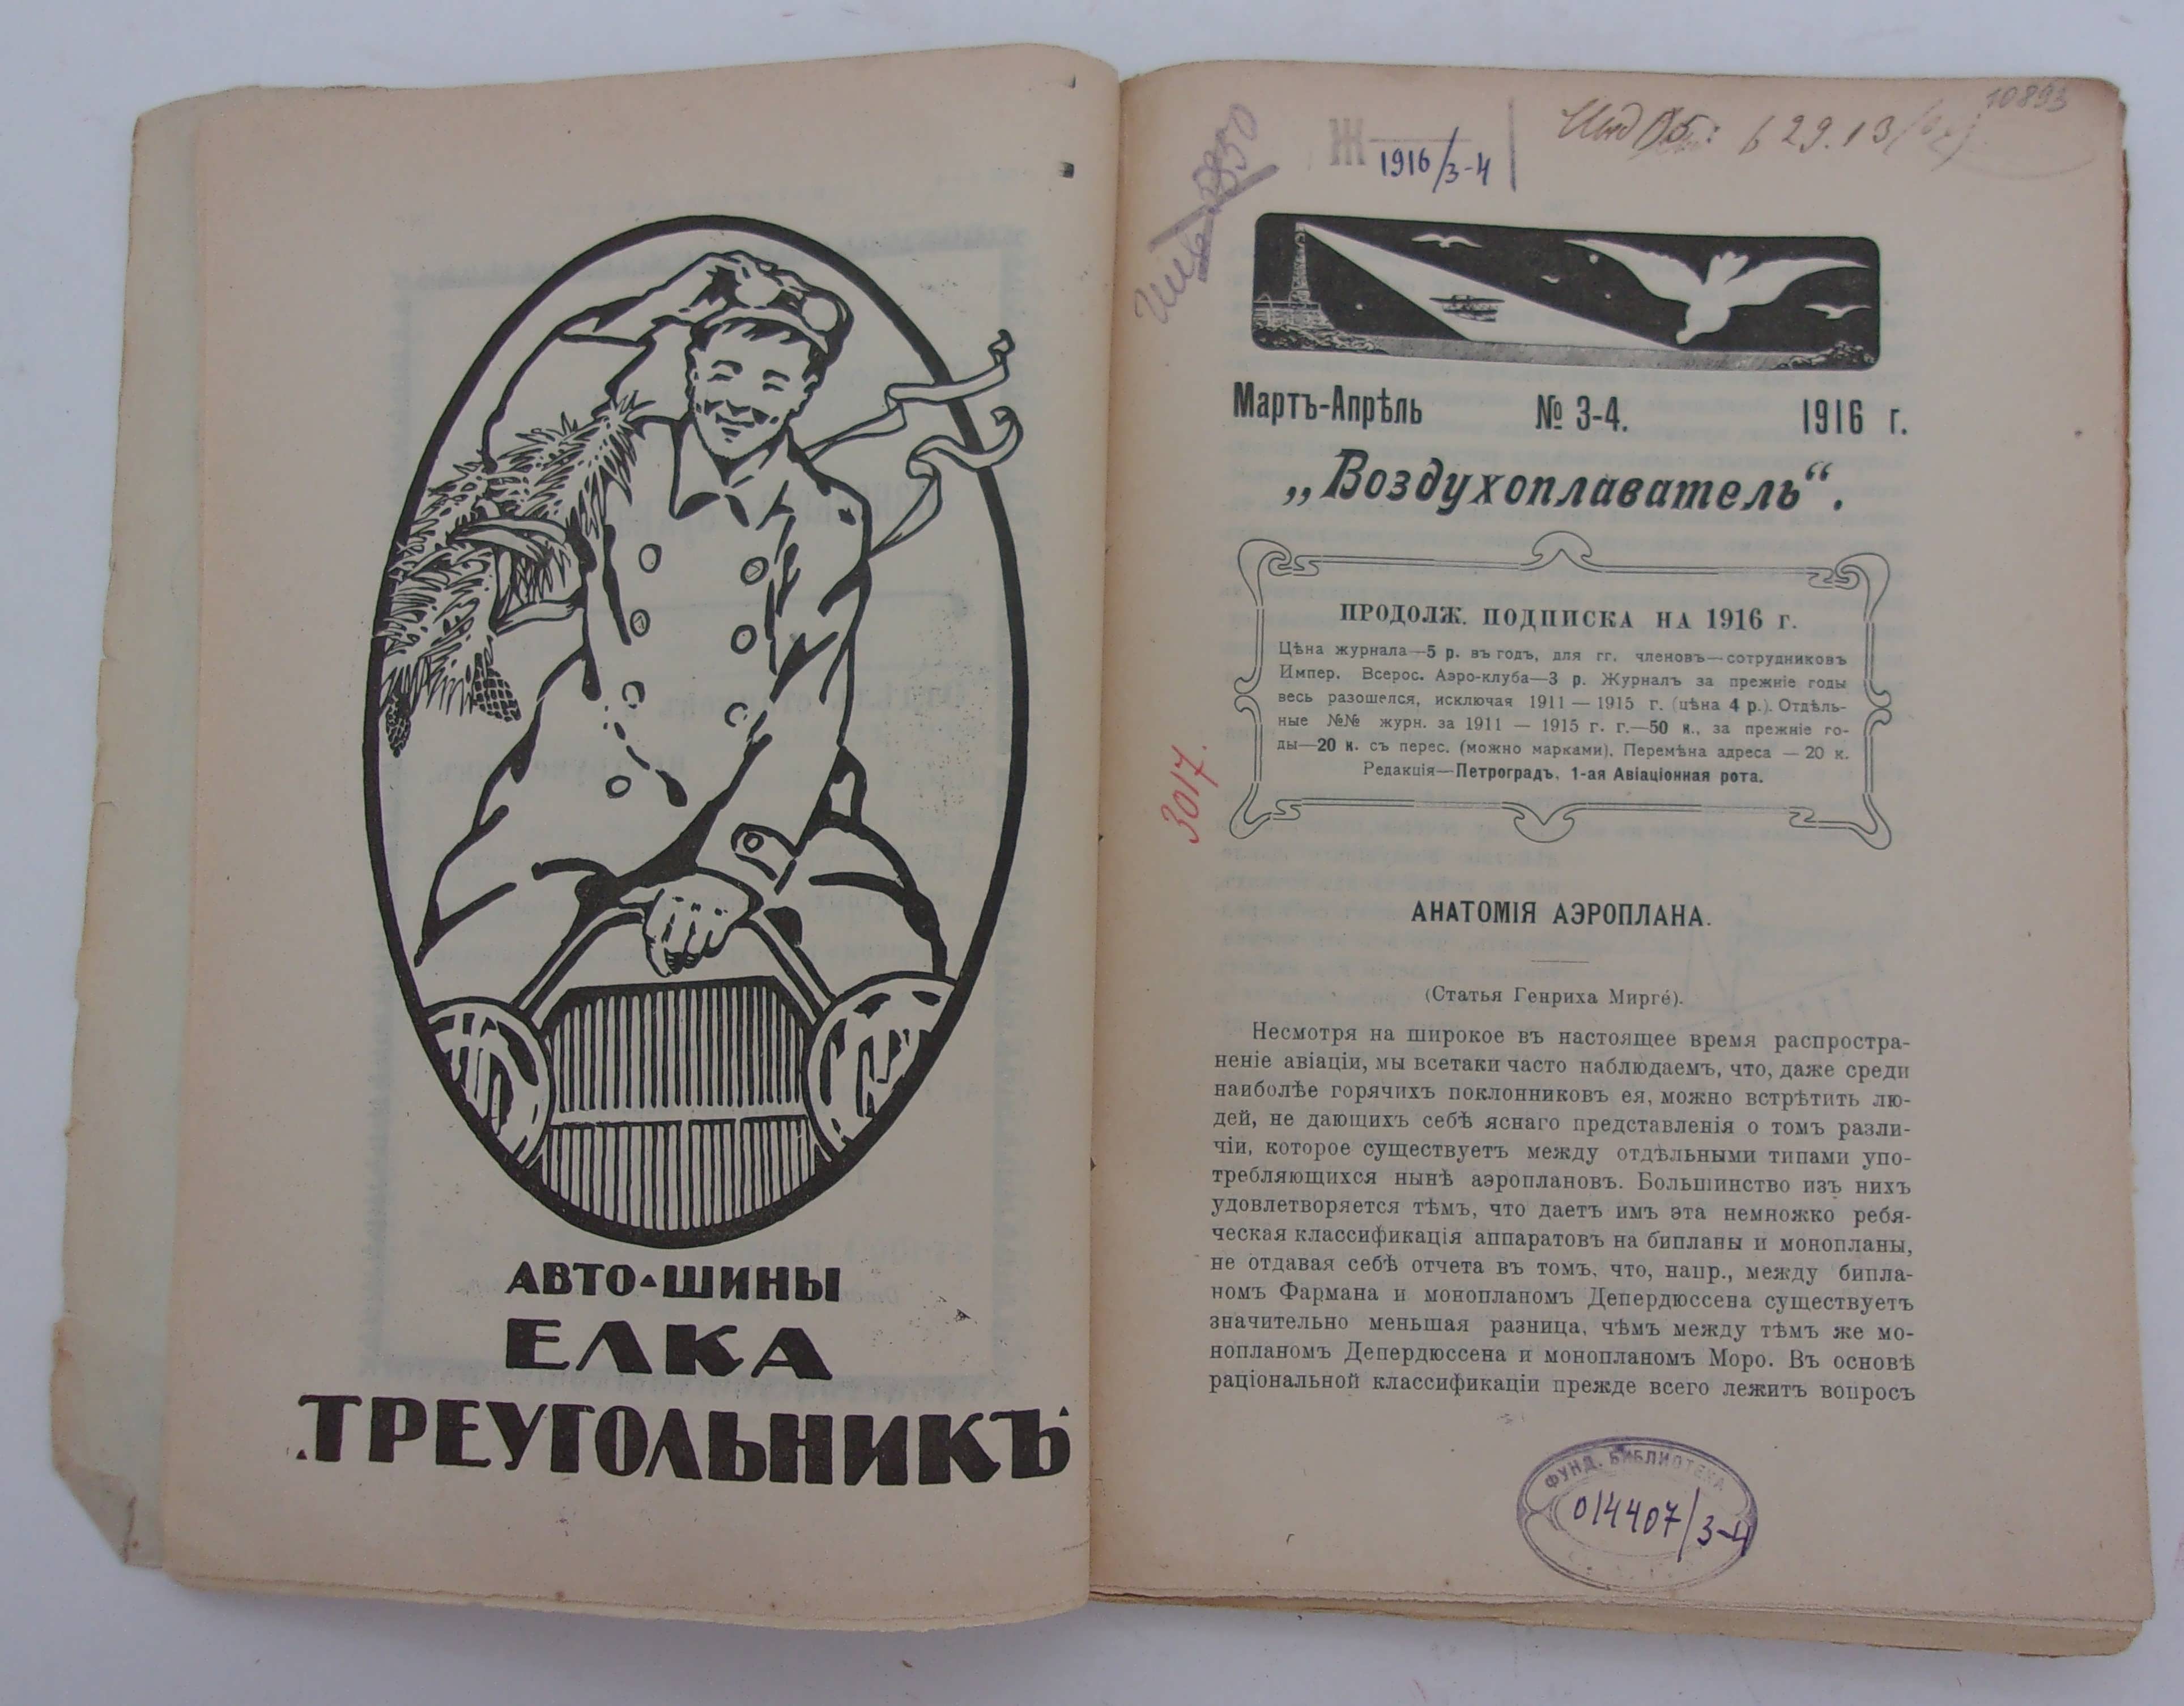 АВТО-ШИНЫ
ЕЛКА
ТРЕУГОЛЬНИКЪ
10893
Ж 1916/3-4
629.13
Мартъ-Апрѣль № 3-4. 1916 г.
„Воздухоплаватель“.
ПРОДОЛЖ. ПОДПИСКА НА 1916 г.
Цѣна журнала—5 р. въ годъ, для гг. членовъ—сотрудниковъ
Импер. Всерос. Аэро-клуба—3 р. Журналъ за прежніе годы
весь разошелся, исключая 1911 — 1915 г. (цѣна 4 р.). Отдѣль-
ные №№ журн. за 1911 — 1915 г. г.—50 к., за прежніе го-
ды—20 к. съ перес. (можно марками). Перемѣна адреса — 20 к.
Редакція—Петроградъ. 1-ая Авіаціонная рота.
3017.
АНАТОМІЯ АЭРОПЛАНА.
(Статья Генриха Мирге́).
Несмотря на широкое въ настоящее время распростра-
неніе авіаціи, мы всетаки часто наблюдаемъ, что, даже среди
наиболѣе горячихъ поклонниковъ ея, можно встрѣтить лю-
дей, не дающихъ себѣ яснаго представленія о томъ разли-
чіи, которое существуетъ между отдѣльными типами упо-
требляющихся нынѣ аэроплановъ. Большинство изъ нихъ
удовлетворяется тѣмъ, что даетъ имъ эта немножко ребя-
ческая классификація аппаратовъ на бипланы и монопланы,
не отдавая себѣ отчета въ томъ, что, напр., между бипла-
номъ Фармана и монопланомъ Депердюссена существуетъ
значительно меньшая разница, чѣмъ между тѣмъ же мо-
нопланомъ Депердюссена и монопланомъ Моро. Въ основѣ
раціональной классификаціи прежде всего лежитъ вопросъ
ФУНД. БИБЛИОТЕКА
014407/3-4